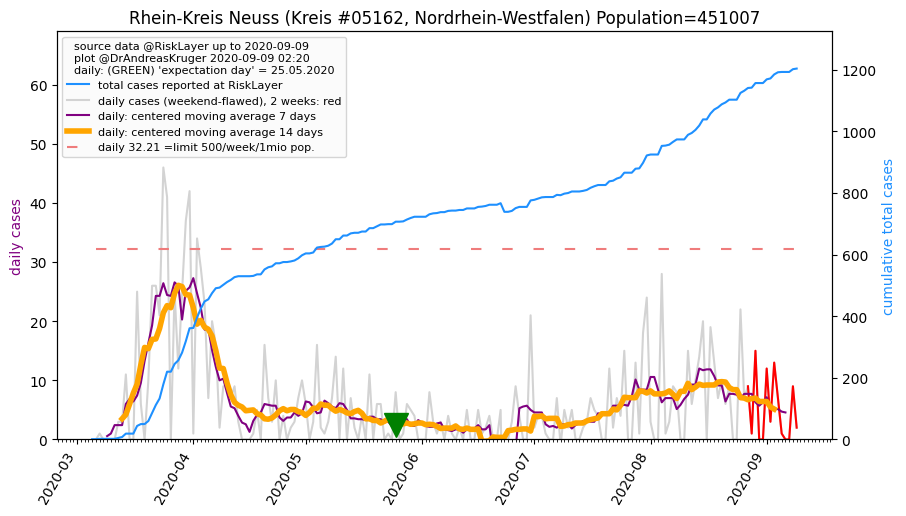 Rhein-Kreis Neuss (Kreis #05162, Nordrhein-Westfalen) Population=451007
source data @RiskLayer up to 2020-09-09
plot @DrAndreasKruger 2020-09-09 02:20
daily: (GREEN) 'expectation day' = 25.05.2020
total cases reported at RiskLayer
daily cases (weekend-flawed), 2 weeks: red
daily: centered moving average 7 days
daily: centered moving average 14 days
daily 32.21 =limit 500/week/1mio pop.
daily cases
60
50
40
30
20
10
0
cumulative total cases
1200
1000
800
600
400
200
0
2020-03
2020-04
2020-05
2020-06
2020-07
2020-08
2020-09